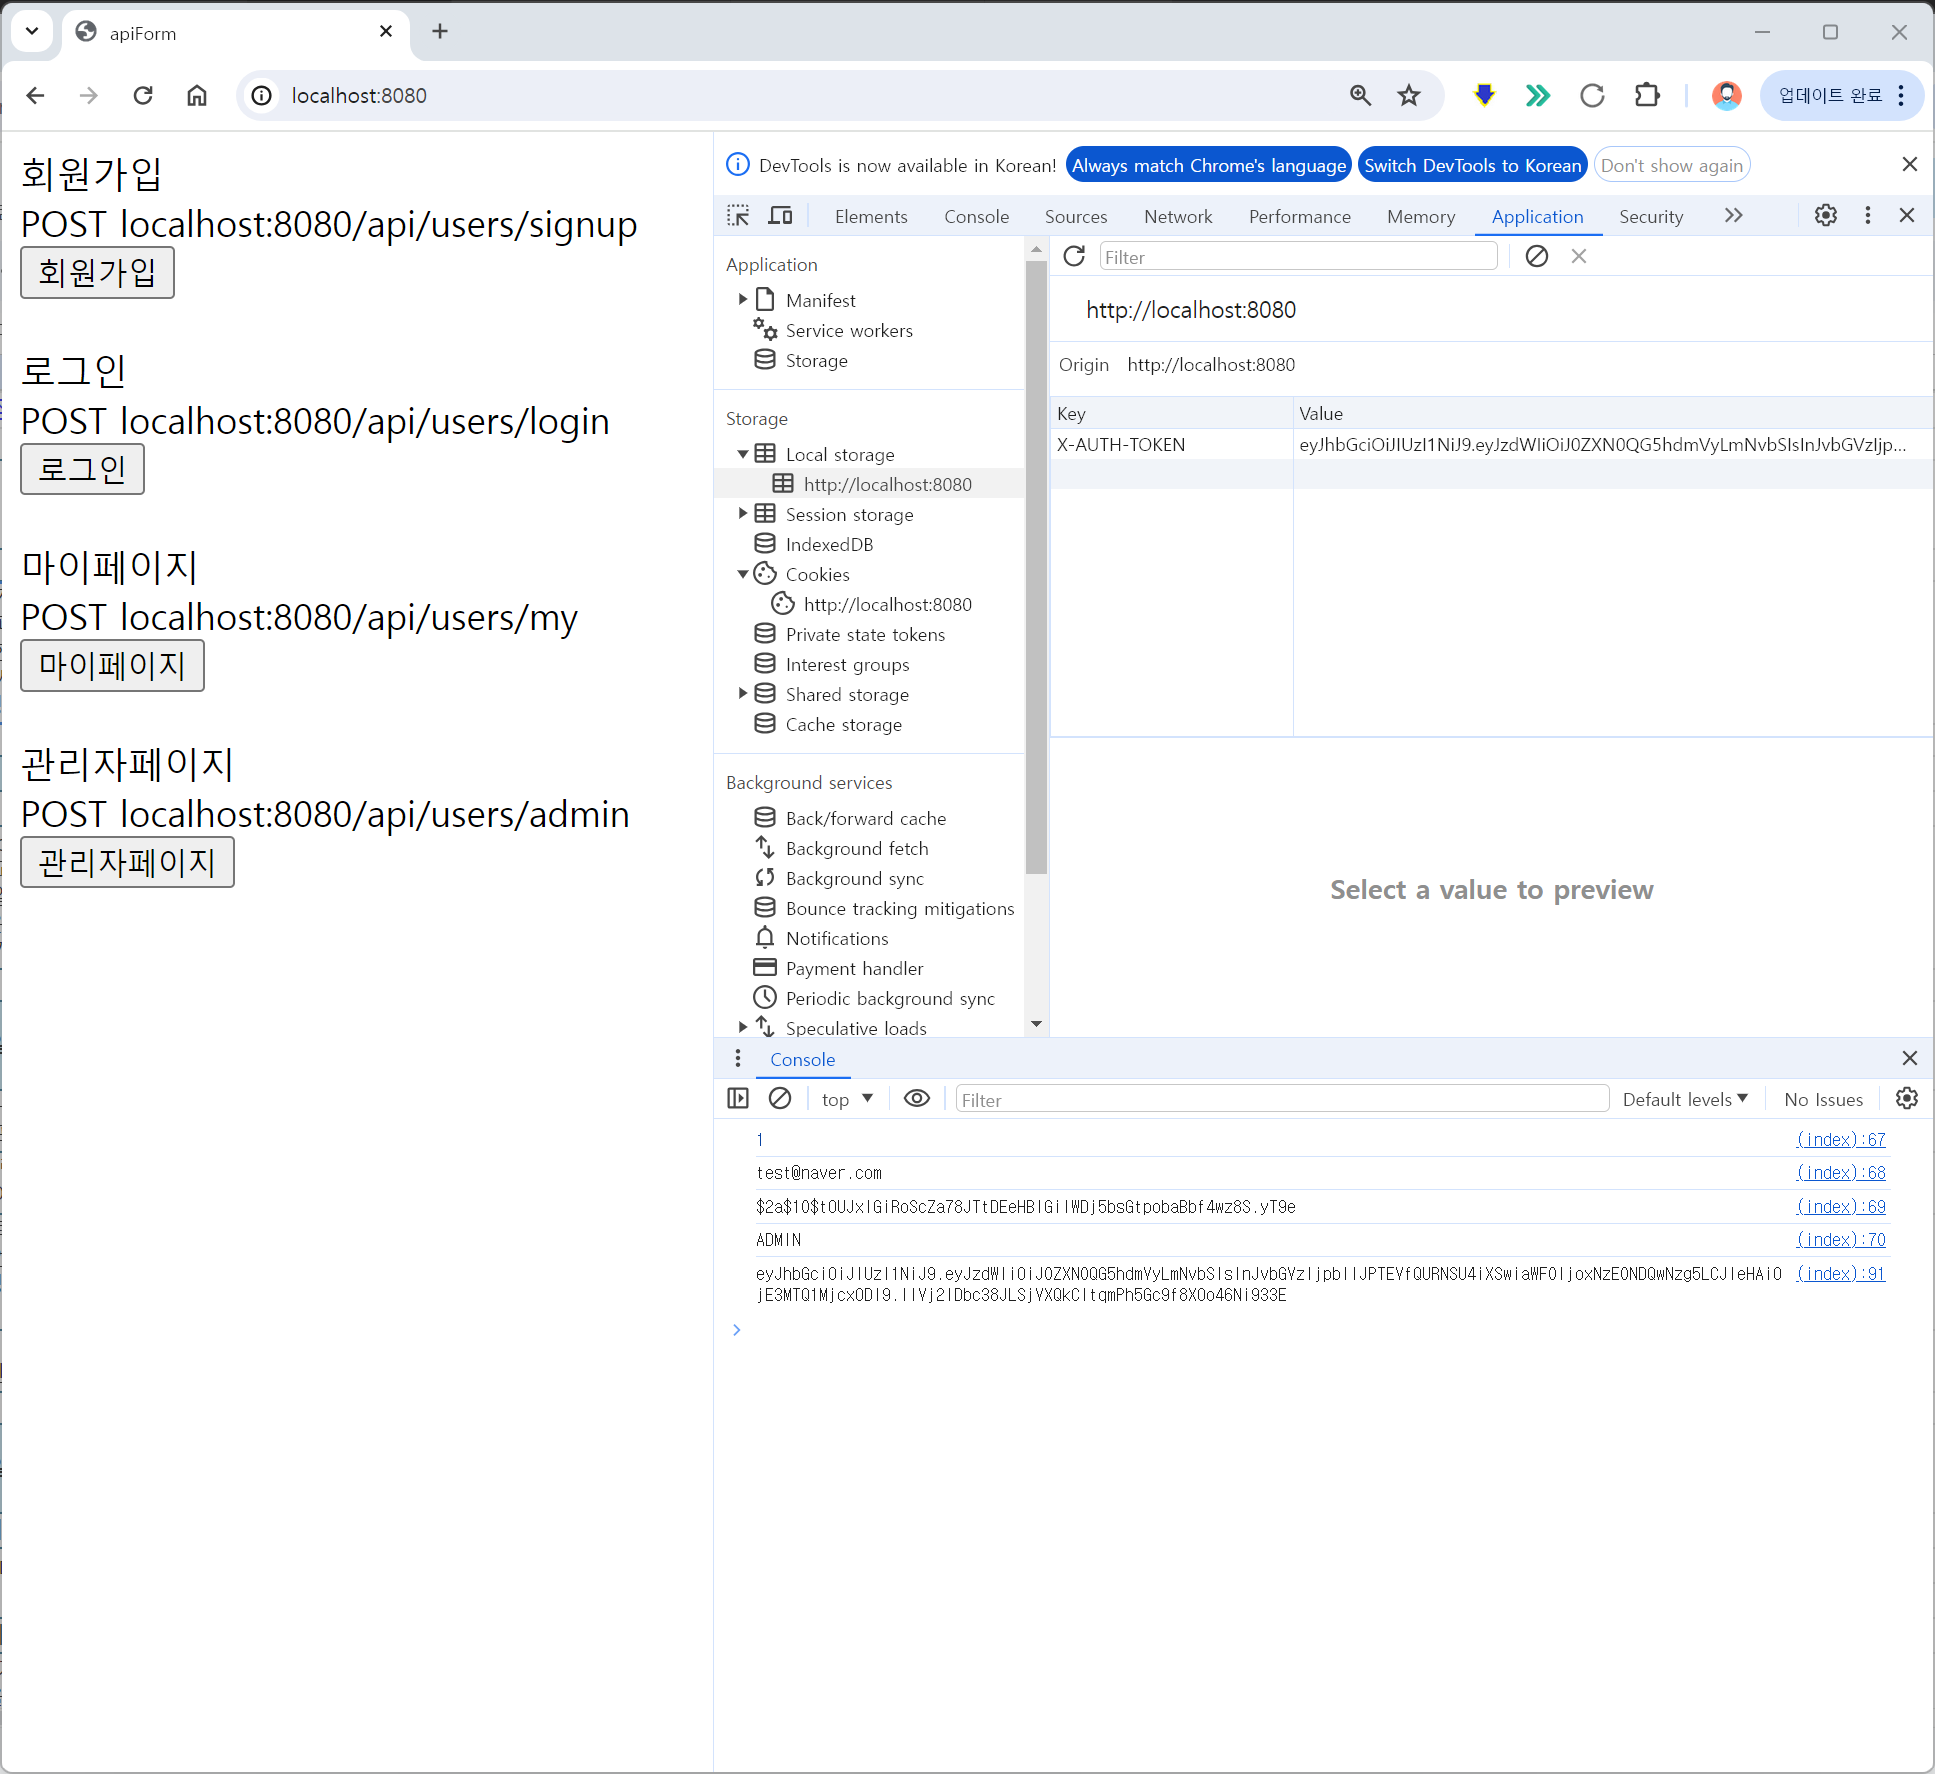 apiForm
localhost:8080
업데이트 완료
회원가입
POST localhost:8080/api/users/signup
회원가입
로그인
POST localhost:8080/api/users/login
로그인
마이페이지
POST localhost:8080/api/users/my
마이페이지
관리자페이지
POST localhost:8080/api/users/admin
관리자페이지
DevTools is now available in Korean! Always match Chrome's language Switch DevTools to Korean Don't show again
Elements Console Sources Network Performance Memory Application Security
Application
Manifest
Service workers
Storage
Storage
Local storage
http://localhost:8080
Session storage
IndexedDB
Cookies
http://localhost:8080
Private state tokens
Interest groups
Shared storage
Cache storage
Background services
Back/forward cache
Background fetch
Background sync
Bounce tracking mitigations
Notifications
Payment handler
Periodic background sync
Speculative loads
Filter
http://localhost:8080
Origin http://localhost:8080
Key Value
X-AUTH-TOKEN eyJhbGciOiJIUzI1NiJ9.eyJzdWIiOiJ0ZXN0QG5hdmVyLmNvbSIsInJvbGVzIjp...
Select a value to preview
Console
top Filter Default levels No Issues
1 (index):67
test@naver.com (index):68
(index):69
ADMIN (index):70
(index):91